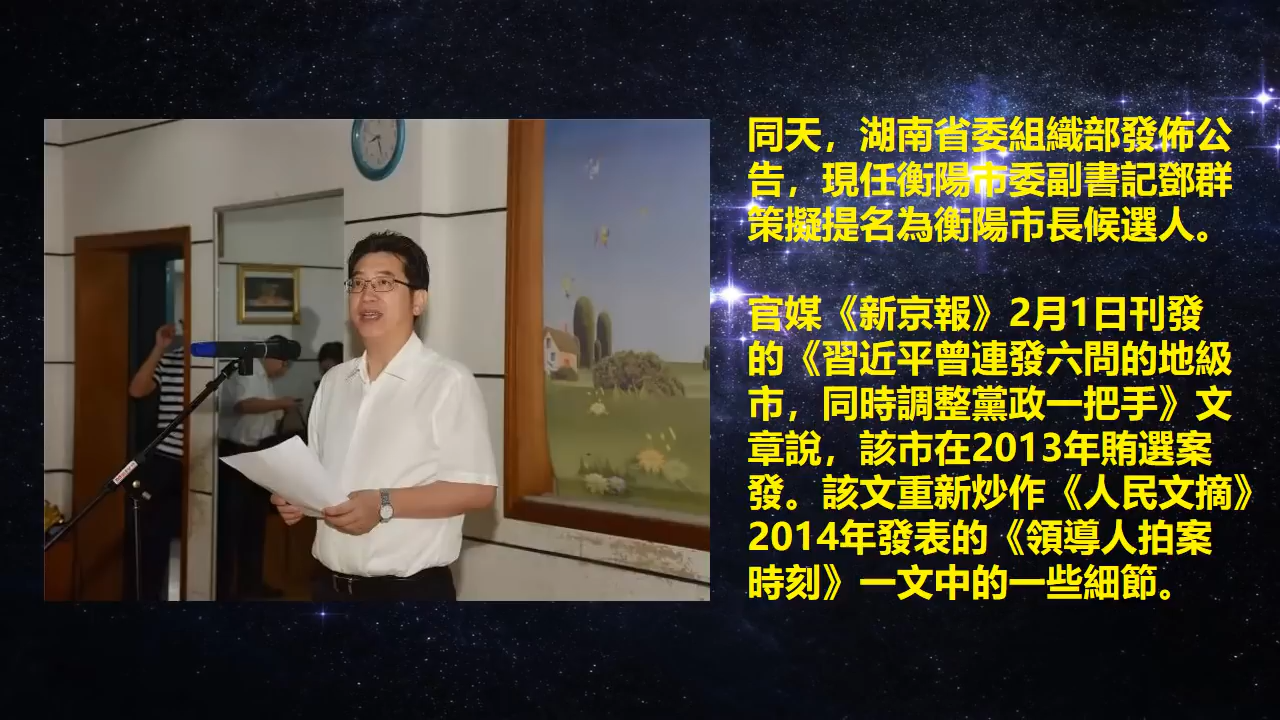 同天，湖南省委組織部發佈公
告，現任衡陽市委副書記鄧群
策擬提名為衡陽市長候選人。
官媒《新京報》2月1日刊發
的《習近平曾連發六問的地級
市，同時調整黨政一把手》文
章說，該市在2013年賄選案
發。該文重新炒作《人民文摘》
2014年發表的《領導人拍案
時刻》一文中的一些細節。